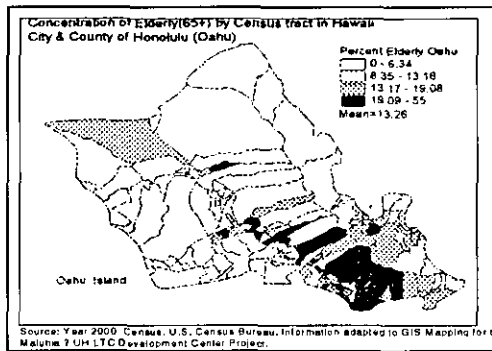 Concentration of Elderly(65+) by Census tract in Hawaii
City & County of Honolulu (Oahu)
Percent Elderly Oahu
0 - 6.34
6.35 - 13.16
13.17 - 19.08
19.09 - 55
Mean=13.26
Oahu Island
Source: Year 2000 Census, U.S. Census Bureau. Information adapted to GIS Mapping for
Maluhia ? UH LTC Development Center Project.